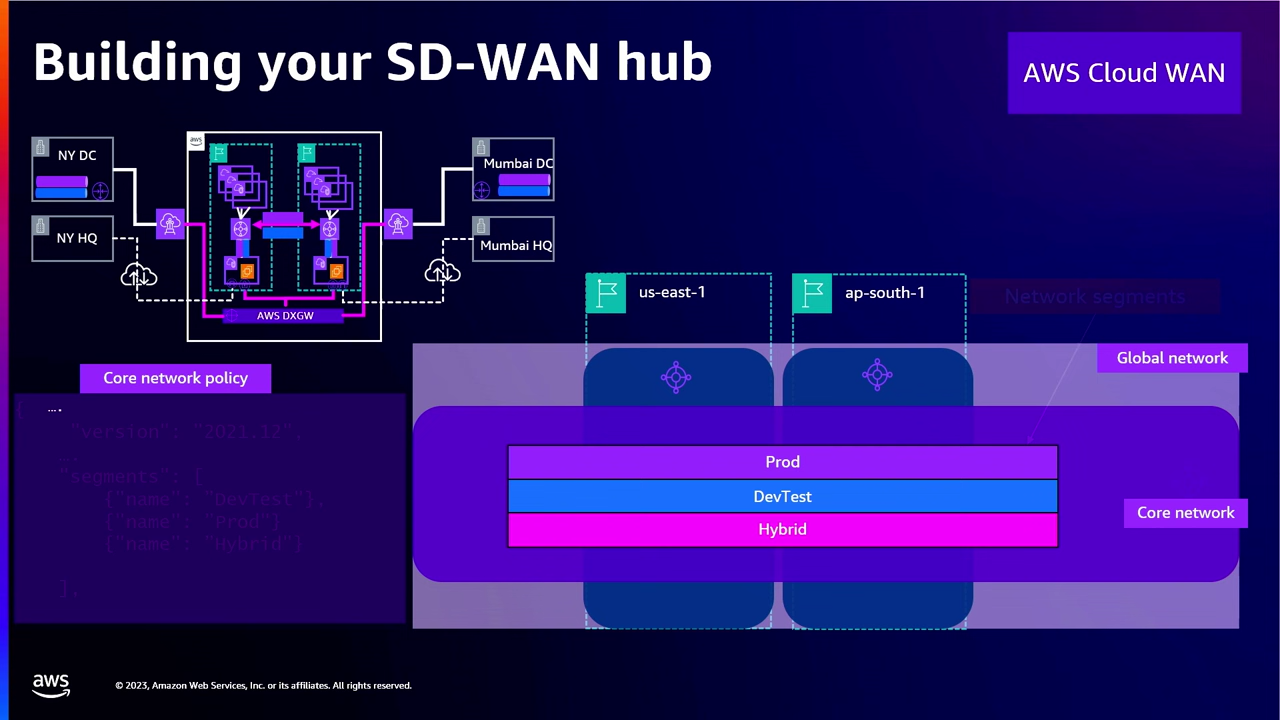 Building your SD-WAN hub
AWS Cloud WAN
aws
NY DC
NY HQ
Mumbai DC
Mumbai HQ
AWS DXGW
us-east-1
ap-south-1
Network segments
Global network
Core network policy
{ ….
"version": "2021.12",
….
"segments": [
{"name": "DevTest"},
{"name": "Prod"}
{"name": "Hybrid"}
],
Prod
DevTest
Hybrid
Core network
aws
© 2023, Amazon Web Services, Inc. or its affiliates. All rights reserved.